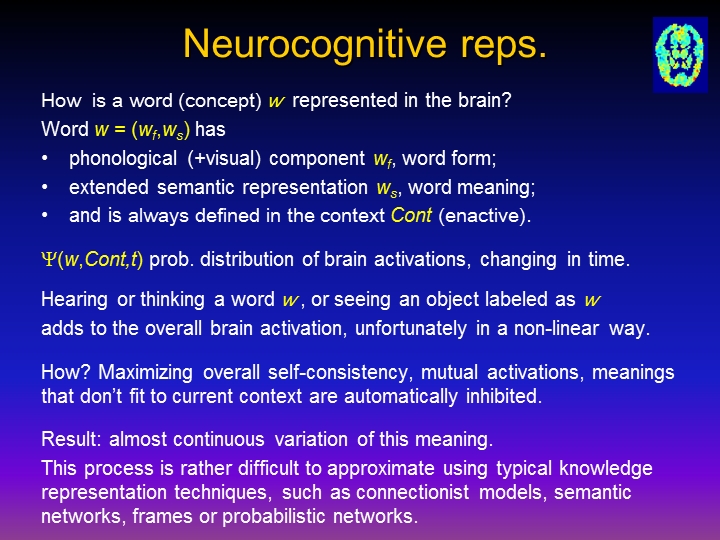 Neurocognitive reps.
How is a word (concept) w represented in the brain?
Word w = (wf,ws) has
• phonological (+visual) component wf, word form;
• extended semantic representation ws, word meaning;
• and is always defined in the context Cont (enactive).
Ψ(w,Cont,t) prob. distribution of brain activations, changing in time.
Hearing or thinking a word w , or seeing an object labeled as w
adds to the overall brain activation, unfortunately in a non-linear way.
How? Maximizing overall self-consistency, mutual activations, meanings
that don’t fit to current context are automatically inhibited.
Result: almost continuous variation of this meaning.
This process is rather difficult to approximate using typical knowledge
representation techniques, such as connectionist models, semantic
networks, frames or probabilistic networks.